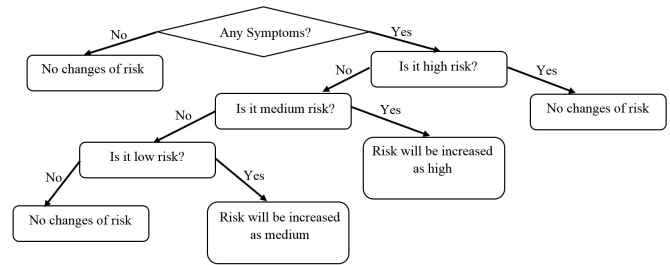 Any Symptoms?
No
Yes
No changes of risk
Is it high risk?
No
Yes
Is it medium risk?
No changes of risk
No
Yes
Is it low risk?
Risk will be increased
as high
No
Yes
No changes of risk
Risk will be increased
as medium